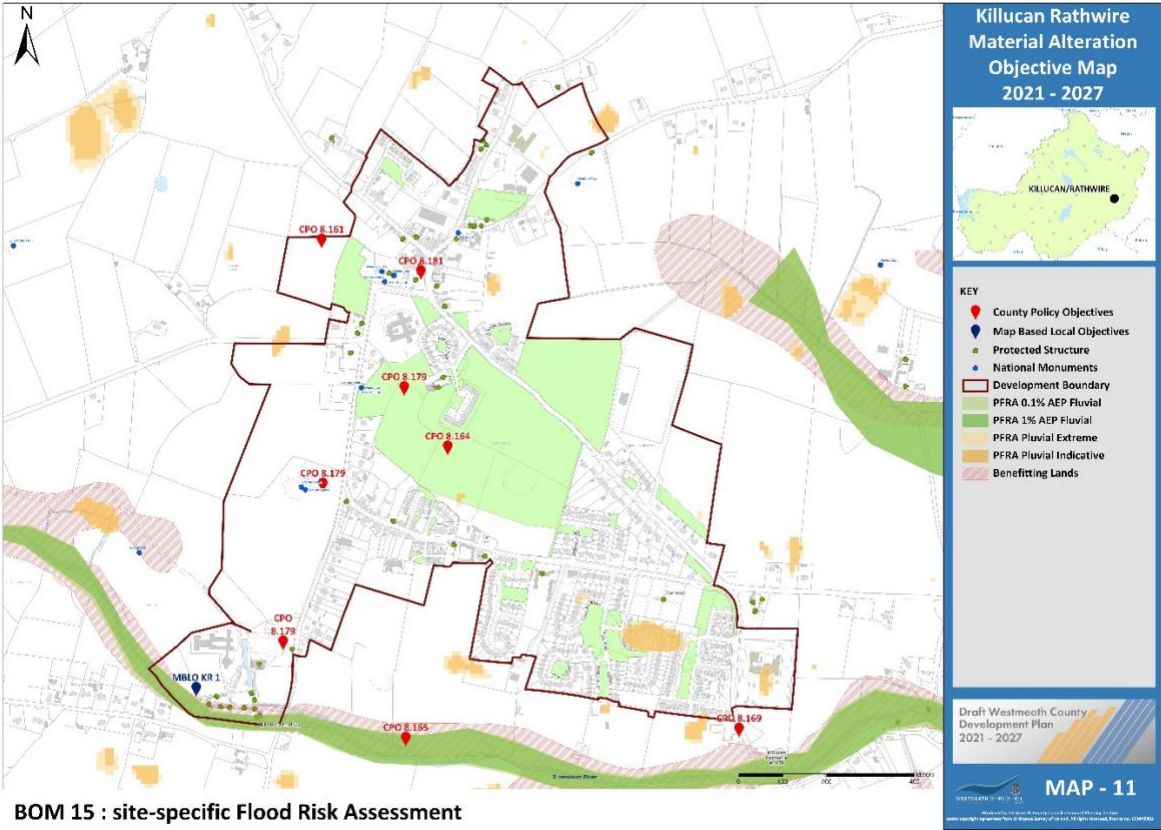 N
Killucan Rathwire
Material Alteration
Objective Map
2021 - 2027
KILLUCAN/RATHWIRE
CPO 8.161
CPO 8.181
CPO 8.179
CPO 8.164
CPO 8.179
CPO
8.179
MBLO KR 1
CPO 8.165
CPO 8.169
KEY
County Policy Objectives
Map Based Local Objectives
Protected Structure
National Monuments
Development Boundary
PFRA 0.1% AEP Fluvial
PFRA 1% AEP Fluvial
PFRA Pluvial Extreme
PFRA Pluvial Indicative
Benefitting Lands
Draft Westmeath County
Development Plan
2021 - 2027
MAP - 11
BOM 15 : site-specific Flood Risk Assessment